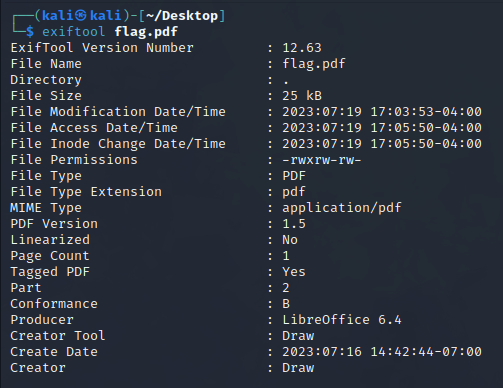 ┌──(kali㉿kali)-[~/Desktop]
└─$ exiftool flag.pdf
ExifTool Version Number         : 12.63
File Name                       : flag.pdf
Directory                       : .
File Size                       : 25 kB
File Modification Date/Time     : 2023:07:19 17:03:53-04:00
File Access Date/Time           : 2023:07:19 17:05:50-04:00
File Inode Change Date/Time     : 2023:07:19 17:05:50-04:00
File Permissions                : -rwxrw-rw-
File Type                       : PDF
File Type Extension             : pdf
MIME Type                       : application/pdf
PDF Version                     : 1.5
Linearized                      : No
Page Count                      : 1
Tagged PDF                      : Yes
Part                            : 2
Conformance                     : B
Producer                        : LibreOffice 6.4
Creator Tool                    : Draw
Create Date                     : 2023:07:16 14:42:44-07:00
Creator                         : Draw